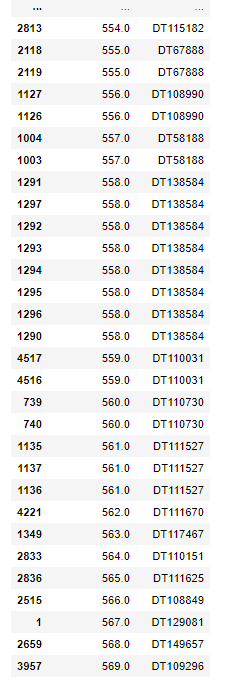 ... ... ...
2813 554.0 DT115182
2118 555.0 DT67888
2119 555.0 DT67888
1127 556.0 DT108990
1126 556.0 DT108990
1004 557.0 DT58188
1003 557.0 DT58188
1291 558.0 DT138584
1297 558.0 DT138584
1292 558.0 DT138584
1293 558.0 DT138584
1294 558.0 DT138584
1295 558.0 DT138584
1296 558.0 DT138584
1290 558.0 DT138584
4517 559.0 DT110031
4516 559.0 DT110031
739 560.0 DT110730
740 560.0 DT110730
1135 561.0 DT111527
1137 561.0 DT111527
1136 561.0 DT111527
4221 562.0 DT111670
1349 563.0 DT117467
2833 564.0 DT110151
2836 565.0 DT111625
2515 566.0 DT108849
1 567.0 DT129081
2659 568.0 DT149657
3957 569.0 DT109296